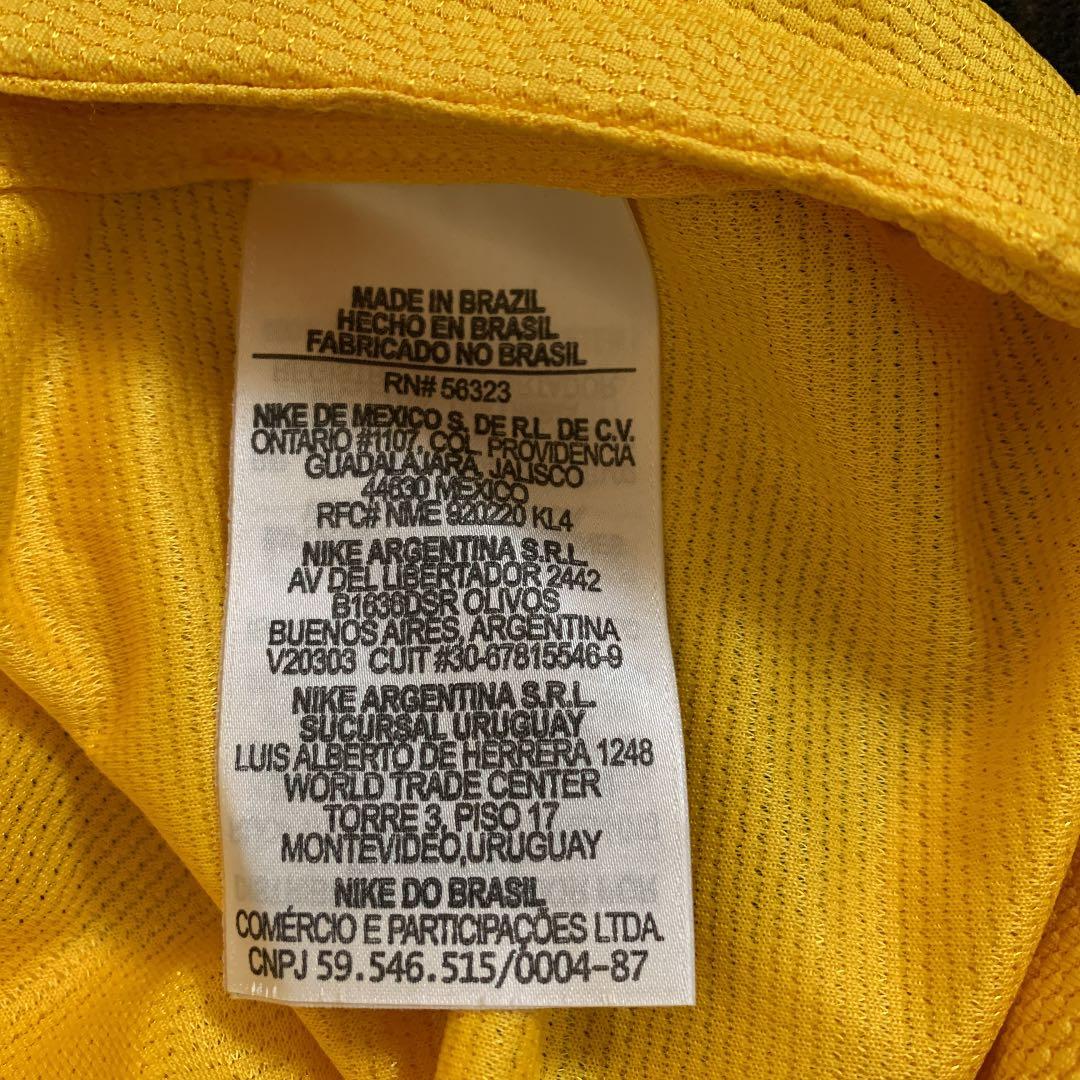 MADE IN BRAZIL
HECHO EN BRASIL
FABRICADO NO BRASIL
RN# 56323
NIKE DE MEXICO S. DE R.L. DE C.V.
ONTARIO #1107, COL. PROVIDENCIA
GUADALAJARA, JALISCO
44630 MEXICO
RFC# NME 920220 KL4
NIKE ARGENTINA S.R.L.
AV DEL LIBERTADOR 2442
B1636DSR OLIVOS
BUENOS AIRES, ARGENTINA
V20303 CUIT #30-67815546-9
NIKE ARGENTINA S.R.L.
SUCURSAL URUGUAY
LUIS ALBERTO DE HERRERA 1248
WORLD TRADE CENTER
TORRE 3, PISO 17
MONTEVIDEO,URUGUAY
NIKE DO BRASIL
COMÉRCIO E PARTICIPAÇÕES LTDA.
CNPJ 59.546.515/0004-87